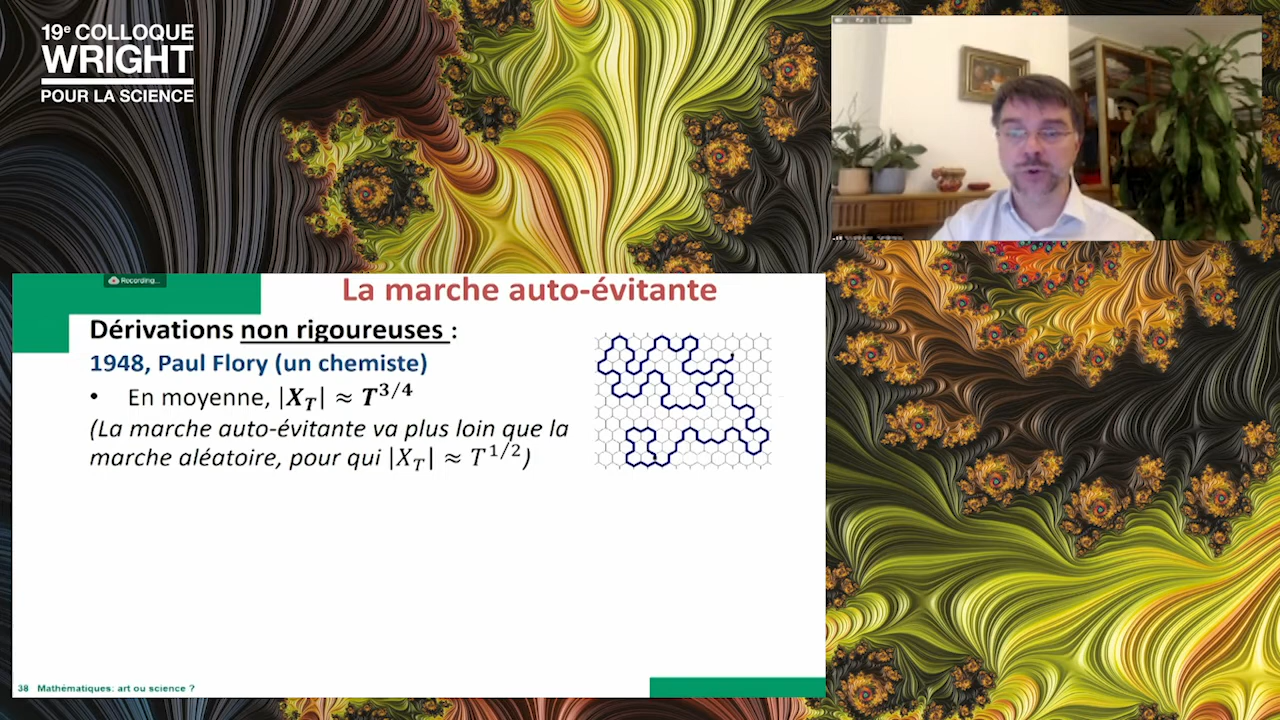 19e COLLOQUE
WRIGHT
POUR LA SCIENCE
Recording...
La marche auto-évitante
Dérivations non rigoureuses :
1948, Paul Flory (un chemiste)
• En moyenne, |X_T| ≈ T^{3/4}
(La marche auto-évitante va plus loin que la
marche aléatoire, pour qui |X_T| ≈ T^{1/2})
38 Mathématiques: art ou science ?